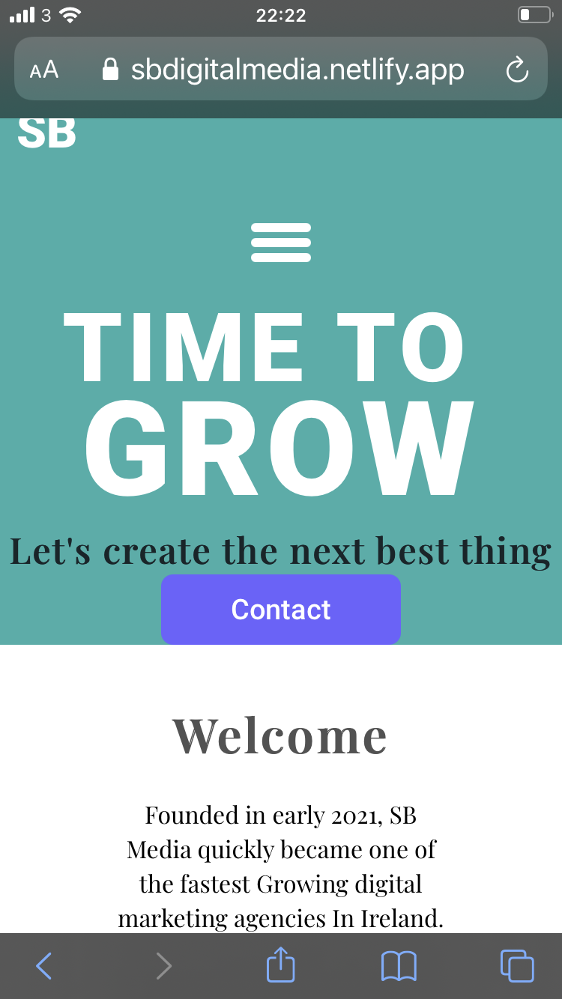 3 22:22
AA sbdigitalmedia.netlify.app
SB
TIME TO
GROW
Let's create the next best thing
Contact
Welcome
Founded in early 2021, SB
Media quickly became one of
the fastest Growing digital
marketing agencies In Ireland.